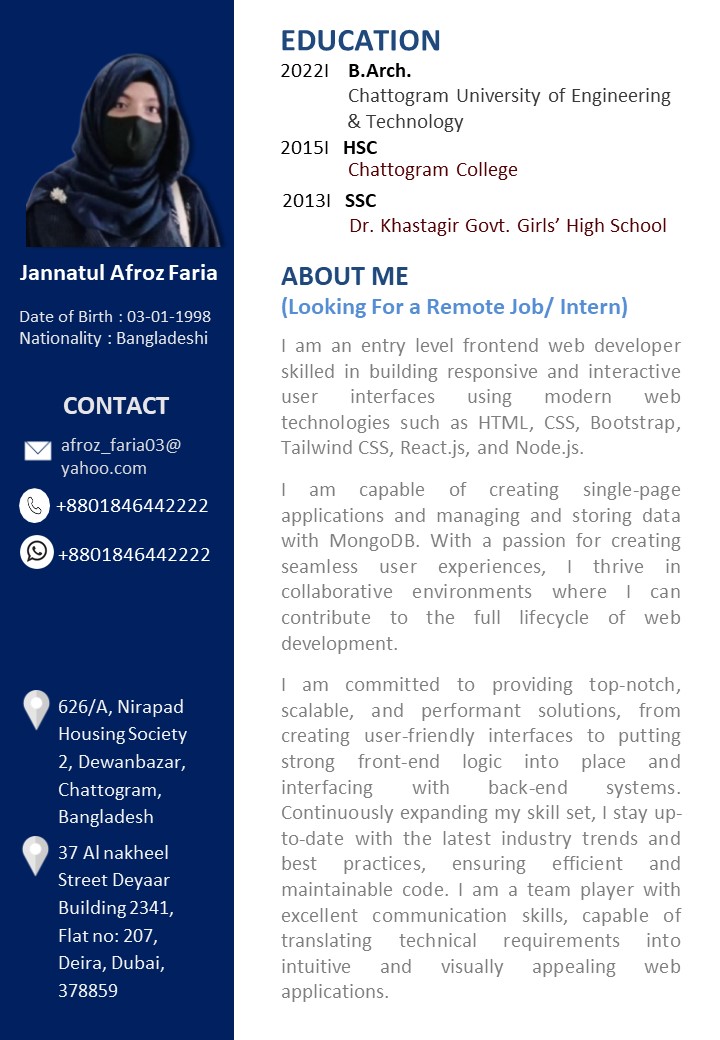 Jannatul Afroz Faria
Date of Birth : 03-01-1998
Nationality : Bangladeshi
CONTACT
afroz_faria03@
yahoo.com
+8801846442222
+8801846442222
626/A, Nirapad
Housing Society
2, Dewanbazar,
Chattogram,
Bangladesh
37 Al nakheel
Street Deyaar
Building 2341,
Flat no: 207,
Deira, Dubai,
378859
EDUCATION
2022I B.Arch.
Chattogram University of Engineering
& Technology
2015I HSC
Chattogram College
2013I SSC
Dr. Khastagir Govt. Girls’ High School
ABOUT ME
(Looking For a Remote Job/ Intern)
I am an entry level frontend web developer
skilled in building responsive and interactive
user interfaces using modern web
technologies such as HTML, CSS, Bootstrap,
Tailwind CSS, React.js, and Node.js.
I am capable of creating single-page
applications and managing and storing data
with MongoDB. With a passion for creating
seamless user experiences, I thrive in
collaborative environments where I can
contribute to the full lifecycle of web
development.
I am committed to providing top-notch,
scalable, and performant solutions, from
creating user-friendly interfaces to putting
strong front-end logic into place and
interfacing with back-end systems.
Continuously expanding my skill set, I stay up-
to-date with the latest industry trends and
best practices, ensuring efficient and
maintainable code. I am a team player with
excellent communication skills, capable of
translating technical requirements into
intuitive and visually appealing web
applications.